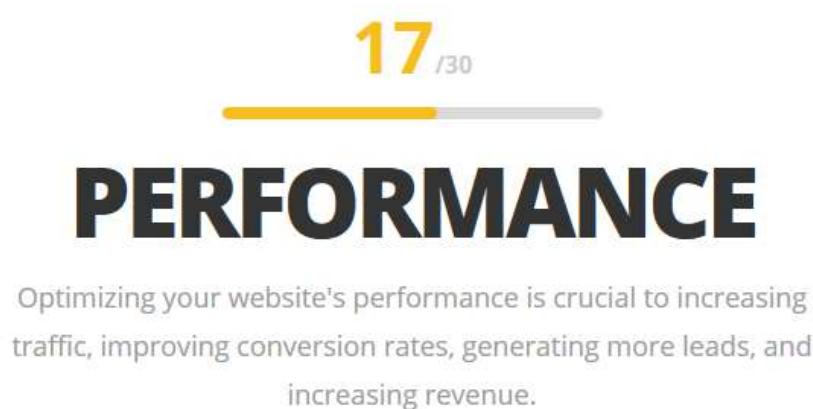 17/30
PERFORMANCE
Optimizing your website's performance is crucial to increasing
traffic, improving conversion rates, generating more leads, and
increasing revenue.